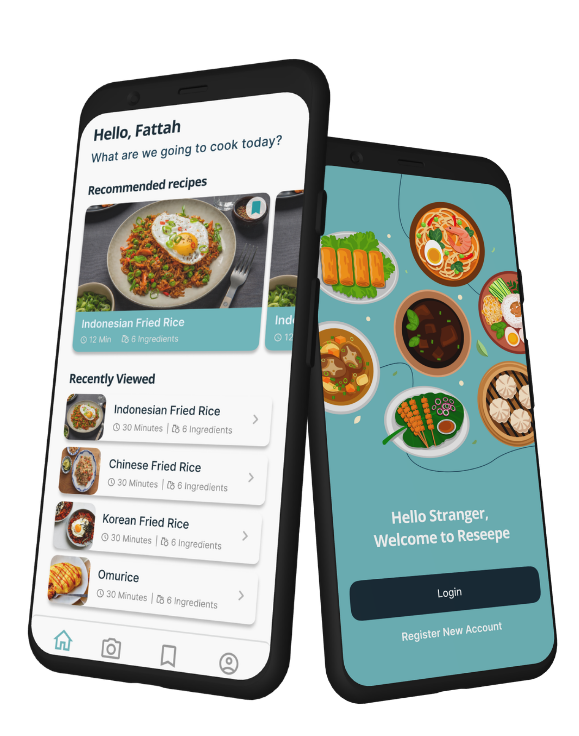 Hello, Fattah
What are we going to cook today?
Recommended recipes
Indonesian Fried Rice
12 Min 6 Ingredients
Ind
12
Recently Viewed
Indonesian Fried Rice
30 Minutes | 6 Ingredients
Chinese Fried Rice
30 Minutes | 6 Ingredients
Korean Fried Rice
30 Minutes | 6 Ingredients
Omurice
30 Minutes | 6 Ingredients
Hello Stranger,
Welcome to Reseepe
Login
Register New Account